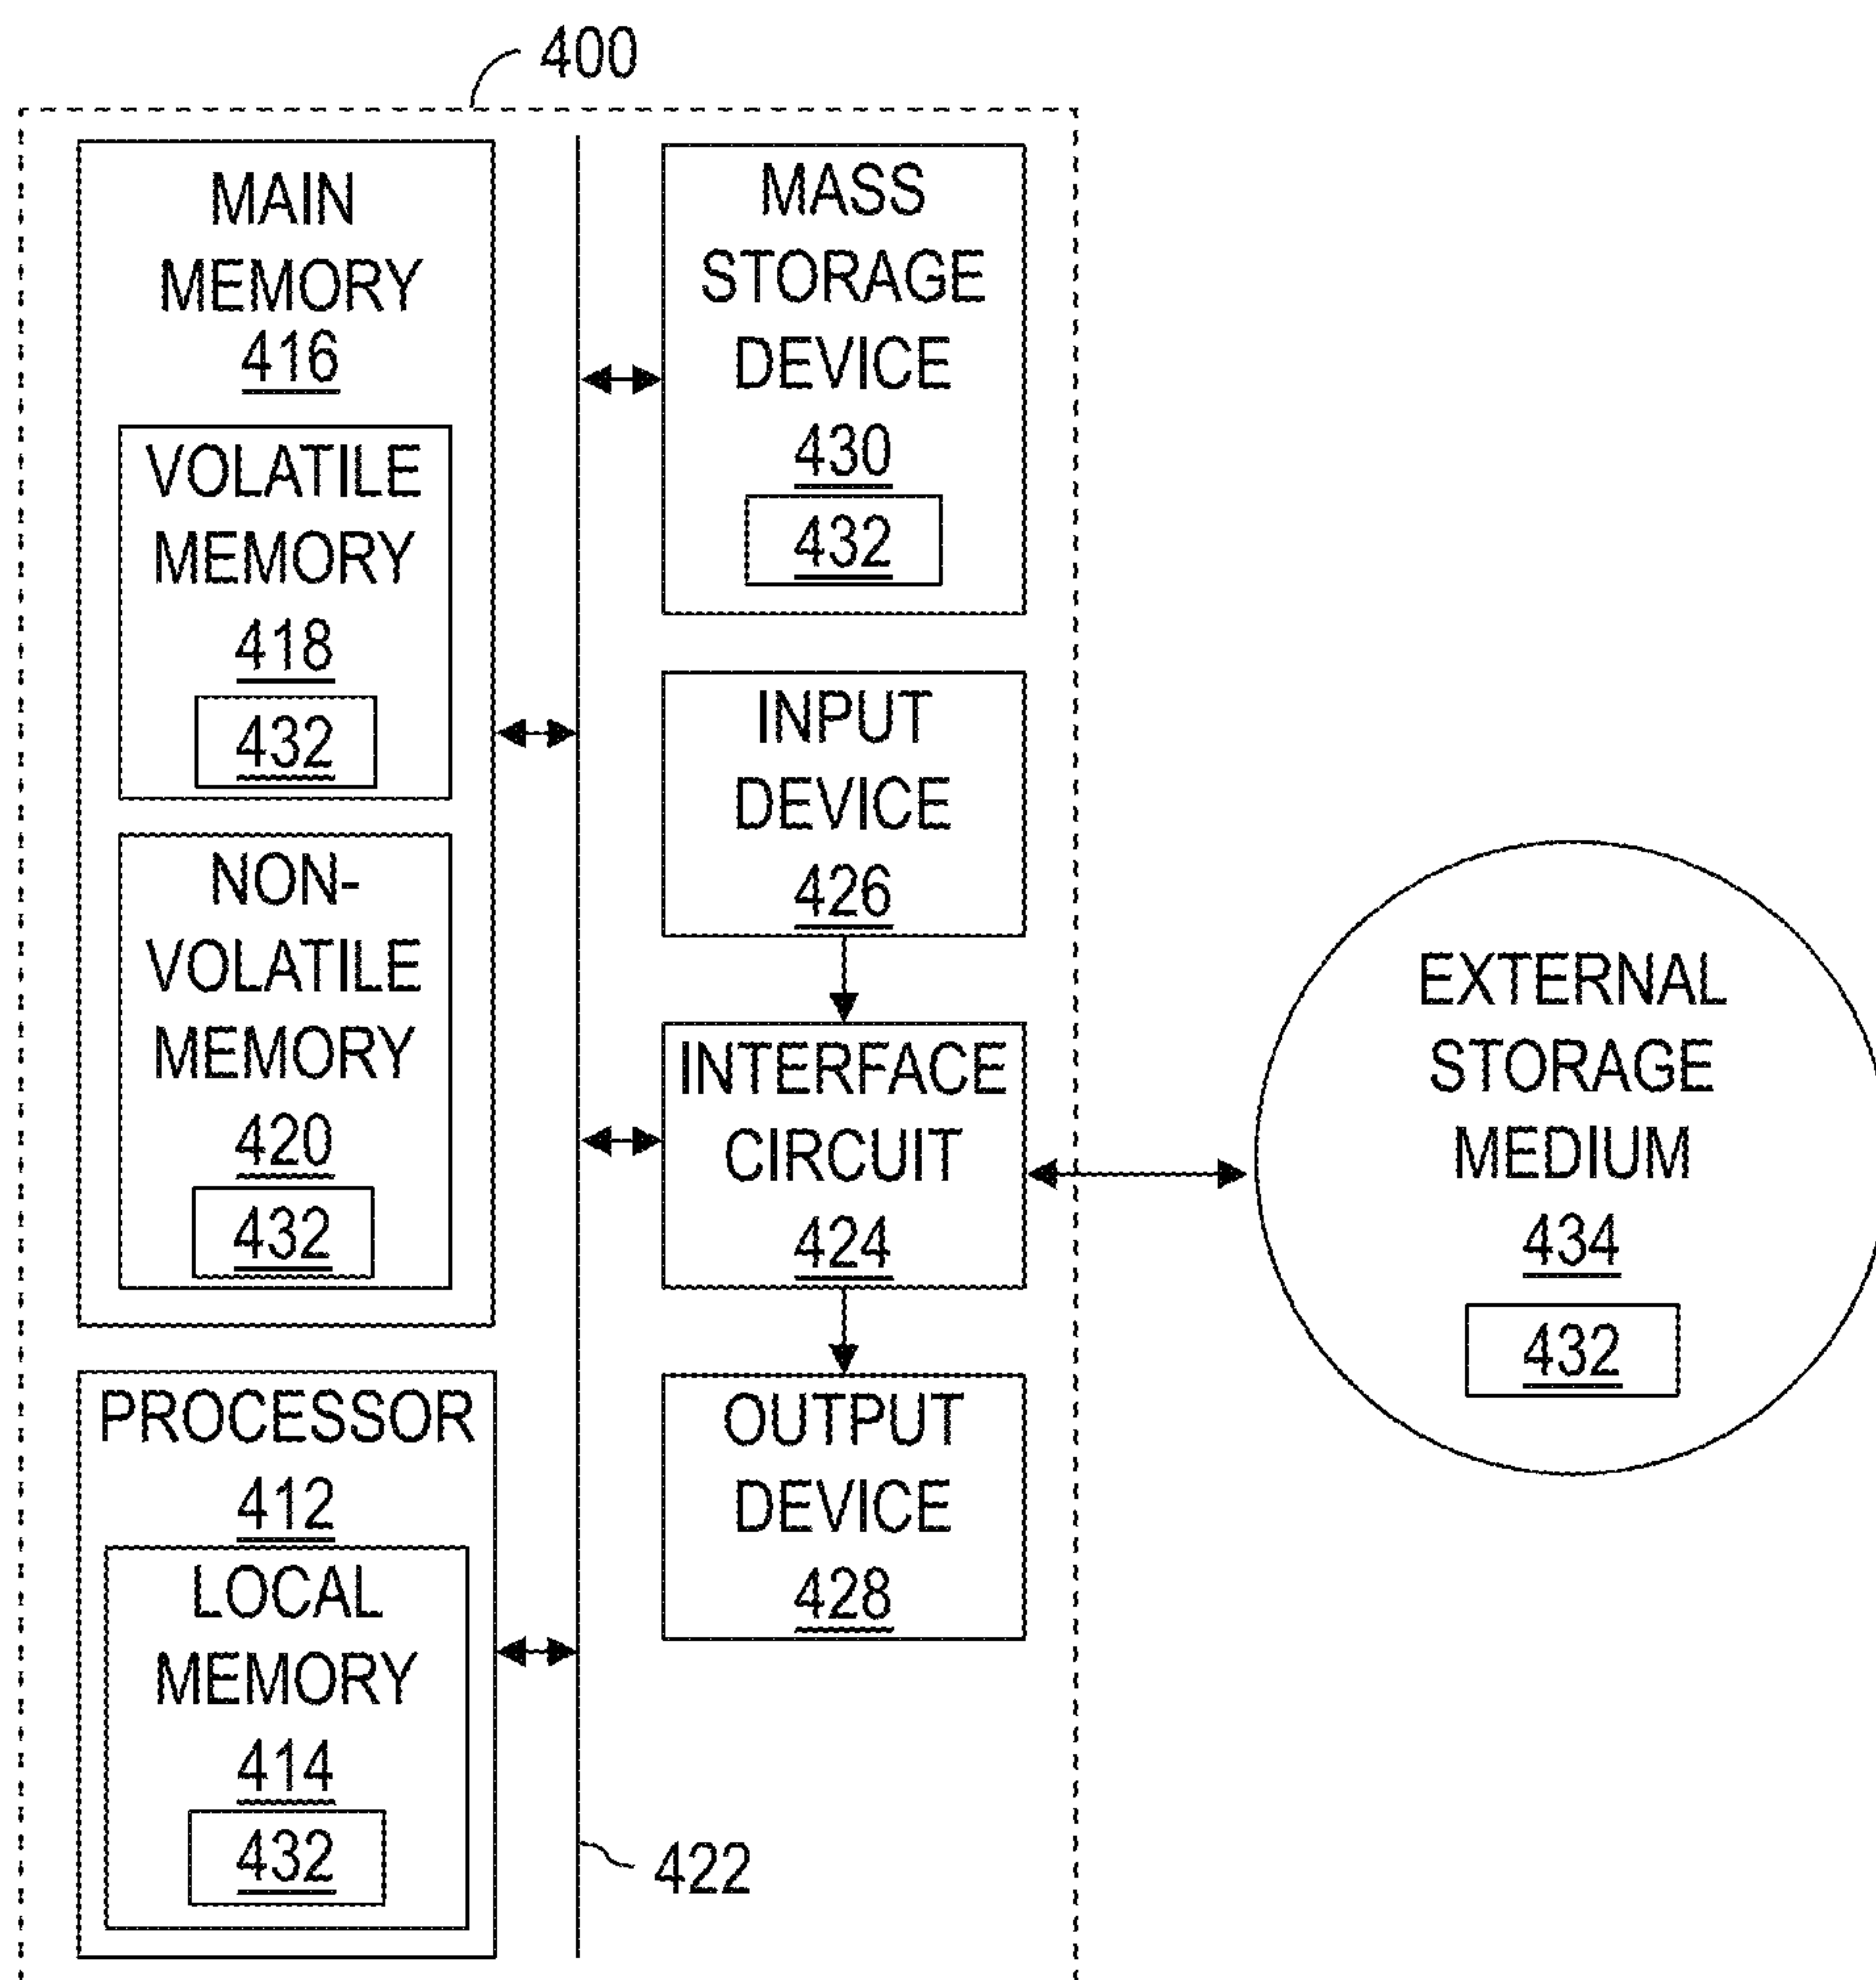 400
MAIN
MEMORY
416
VOLATILE
MEMORY
418
432
NON-
VOLATILE
MEMORY
420
432
PROCESSOR
412
LOCAL
MEMORY
414
432
MASS
STORAGE
DEVICE
430
432
INPUT
DEVICE
426
INTERFACE
CIRCUIT
424
OUTPUT
DEVICE
428
422
EXTERNAL
STORAGE
MEDIUM
434
432